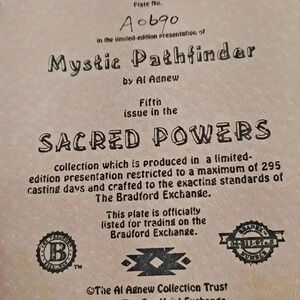 Plate No.
A0690
in the limited-edition presentation of
Mystic Pathfinder
by Al Agnew
Fifth
issue in the
SACRED POWERS
collection which is produced in a limited-
edition presentation restricted to a maximum of 295
casting days and crafted to the exacting standards of
The Bradford Exchange.
This plate is officially
listed for trading on the
Bradford Exchange.
B
©The Al Agnew Collection Trust
Bradford Exchange